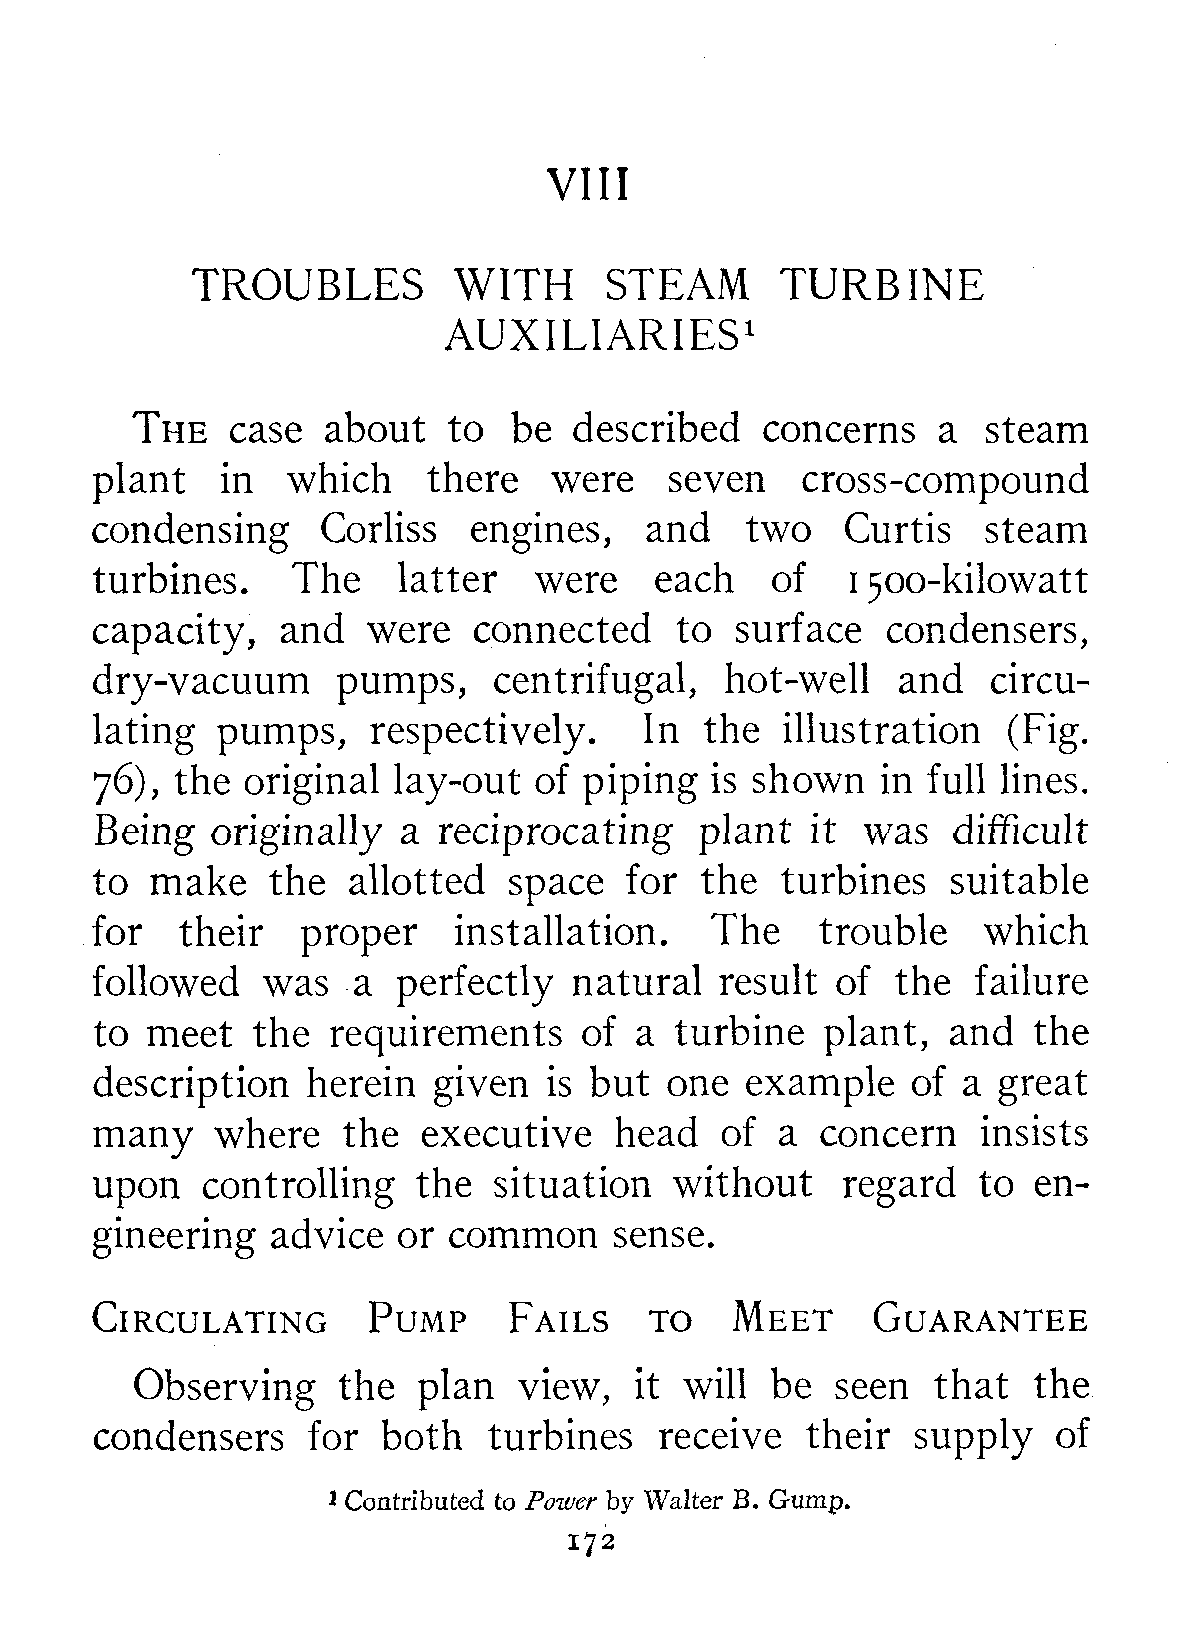 VIII
TROUBLES WITH STEAM TURBINE
AUXILIARIES¹
THE case about to be described concerns a steam
plant in which there were seven cross-compound
condensing Corliss engines, and two Curtis steam
turbines. The latter were each of 1500-kilowatt
capacity, and were connected to surface condensers,
dry-vacuum pumps, centrifugal, hot-well and circu-
lating pumps, respectively. In the illustration (Fig.
76), the original lay-out of piping is shown in full lines.
Being originally a reciprocating plant it was difficult
to make the allotted space for the turbines suitable
for their proper installation. The trouble which
followed was a perfectly natural result of the failure
to meet the requirements of a turbine plant, and the
description herein given is but one example of a great
many where the executive head of a concern insists
upon controlling the situation without regard to en-
gineering advice or common sense.
CIRCULATING PUMP FAILS TO MEET GUARANTEE
Observing the plan view, it will be seen that the
condensers for both turbines receive their supply of
¹ Contributed to Power by Walter B. Gump.
172